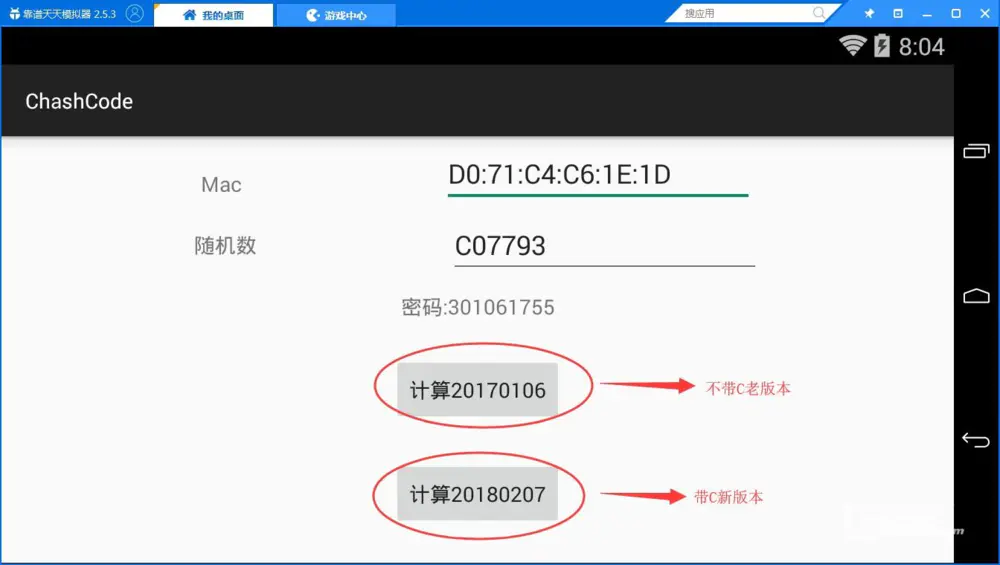 靠谱天天模拟器 2.5.3
我的桌面
游戏中心
搜应用
8:04
ChashCode
Mac
D0:71:C4:C6:1E:1D
随机数
C07793
密码:301061755
计算20170106
不带C老版本
计算20180207
带C新版本